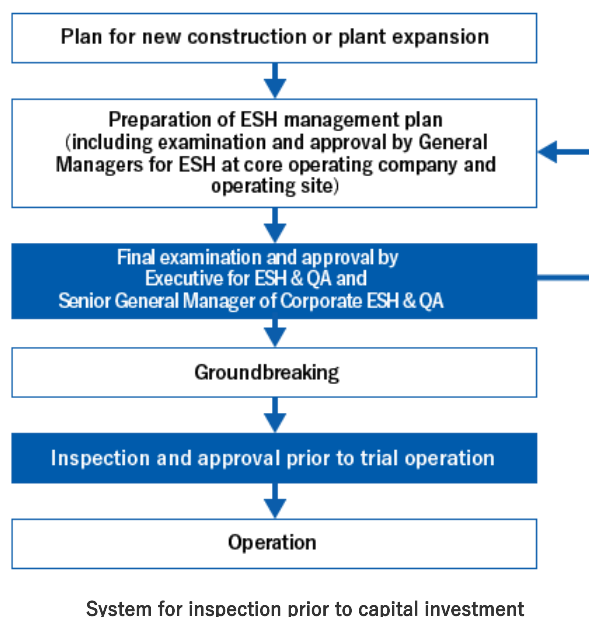 Plan for new construction or plant expansion
Preparation of ESH management plan
(including examination and approval by General
Managers for ESH at core operating company and
operating site)
Final examination and approval by
Executive for ESH & QA and
Senior General Manager of Corporate ESH & QA
Groundbreaking
Inspection and approval prior to trial operation
Operation
System for inspection prior to capital investment